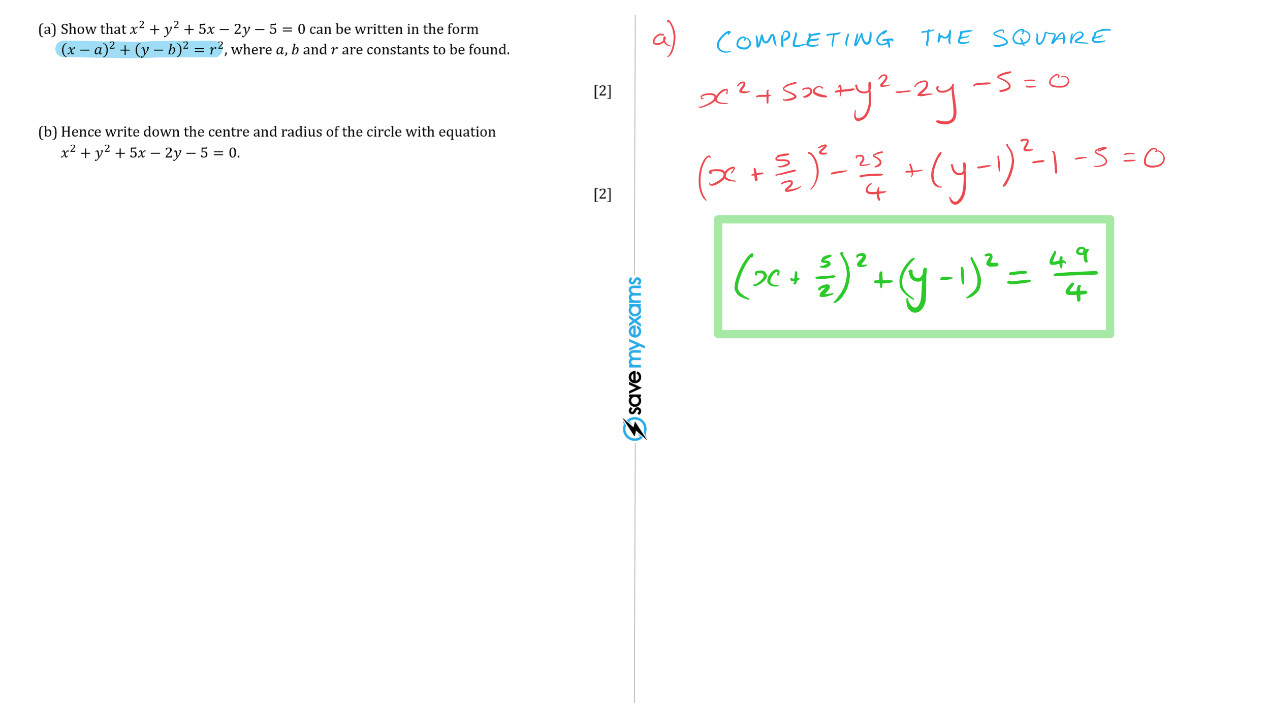 (a) Show that x² + y² + 5x − 2y − 5 = 0 can be written in the form
(x − a)² + (y − b)² = r², where a, b and r are constants to be found.
[2]
(b) Hence write down the centre and radius of the circle with equation
x² + y² + 5x − 2y − 5 = 0.
[2]
save my exams
a) COMPLETING THE SQUARE
x² + 5x + y² − 2y − 5 = 0
(x + 5/2)² − 25/4 + (y − 1)² − 1 − 5 = 0
(x + 5/2)² + (y − 1)² = 49/4